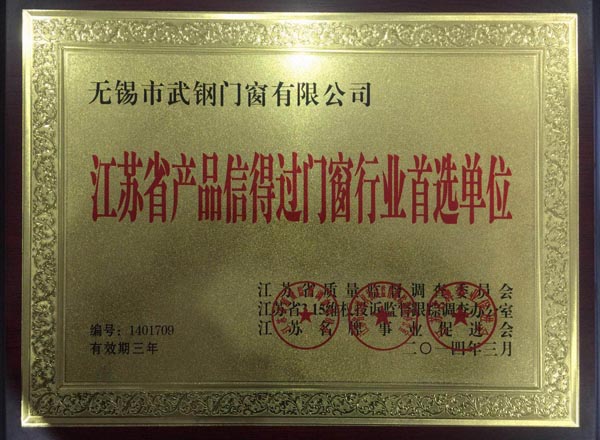 无锡市武钢门窗有限公司
江苏省产品信得过门窗行业首选单位
江苏省质量监督调查委员会
江苏省3.15维权投诉监督跟踪调查办公室
江苏名牌事业促进会
编号：1401709
有效期三年
二〇一四年三月